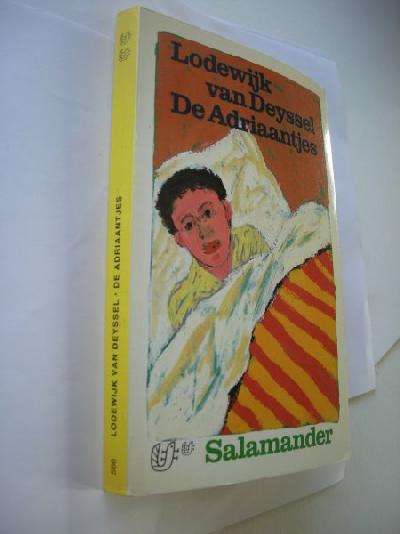 Lodewijk
van Deyssel
De Adriaantjes
Salamander
LODEWIJK VAN DEYSSEL • DE ADRIAANTJES